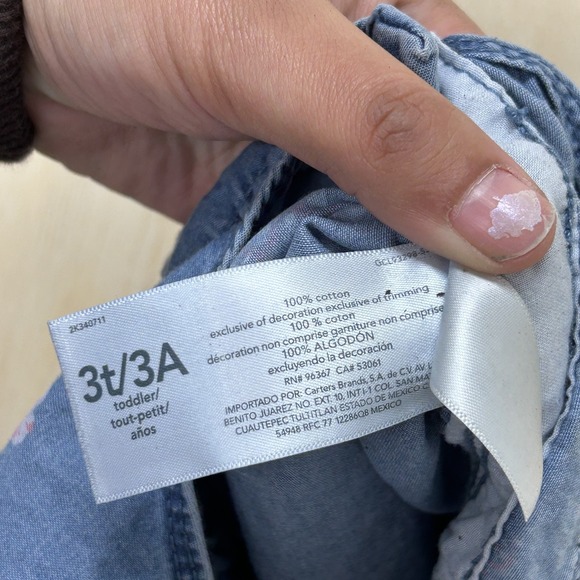 2K340711
3t/3A
toddler/
tout-petit/
años
GCL93298
100% cotton
exclusive of decoration exclusive of trimming
100 % coton
décoration non comprise garniture non comprise
100% ALGODÓN
excluyendo la decoración
RN# 96367 CA# 53061
IMPORTADO POR: Carters Brands, S.A. de C.V. AV.
BENITO JUAREZ NO. EXT. 10, INT I-1 COL SAN
CUAUTEPEC TULTITLAN ESTADO DE MEXICO
54948 RFC 77 MEXICO